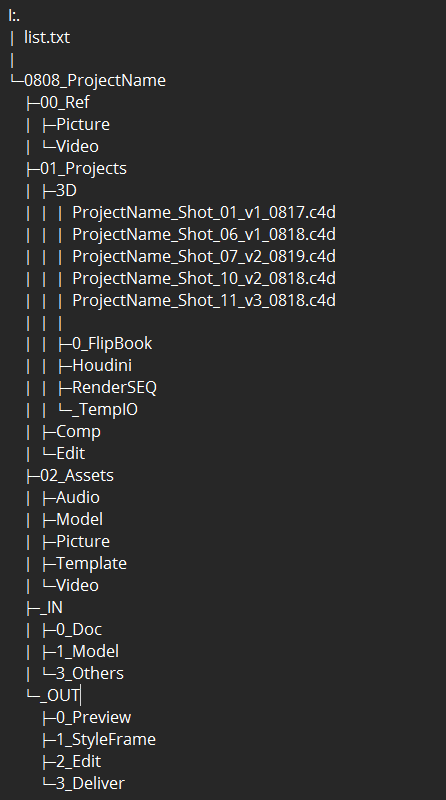 I:.
│  list.txt
│
└─0808_ProjectName
    ├─00_Ref
    │  ├─Picture
    │  └─Video
    ├─01_Projects
    │  ├─3D
    │  │  │  ProjectName_Shot_01_v1_0817.c4d
    │  │  │  ProjectName_Shot_06_v1_0818.c4d
    │  │  │  ProjectName_Shot_07_v2_0819.c4d
    │  │  │  ProjectName_Shot_10_v2_0818.c4d
    │  │  │  ProjectName_Shot_11_v3_0818.c4d
    │  │  │
    │  │  ├─0_FlipBook
    │  │  ├─Houdini
    │  │  ├─RenderSEQ
    │  │  └─_TempIO
    │  ├─Comp
    │  └─Edit
    ├─02_Assets
    │  ├─Audio
    │  ├─Model
    │  ├─Picture
    │  ├─Template
    │  └─Video
    ├─_IN
    │  ├─0_Doc
    │  ├─1_Model
    │  └─3_Others
    └─_OUT
        ├─0_Preview
        ├─1_StyleFrame
        ├─2_Edit
        └─3_Deliver